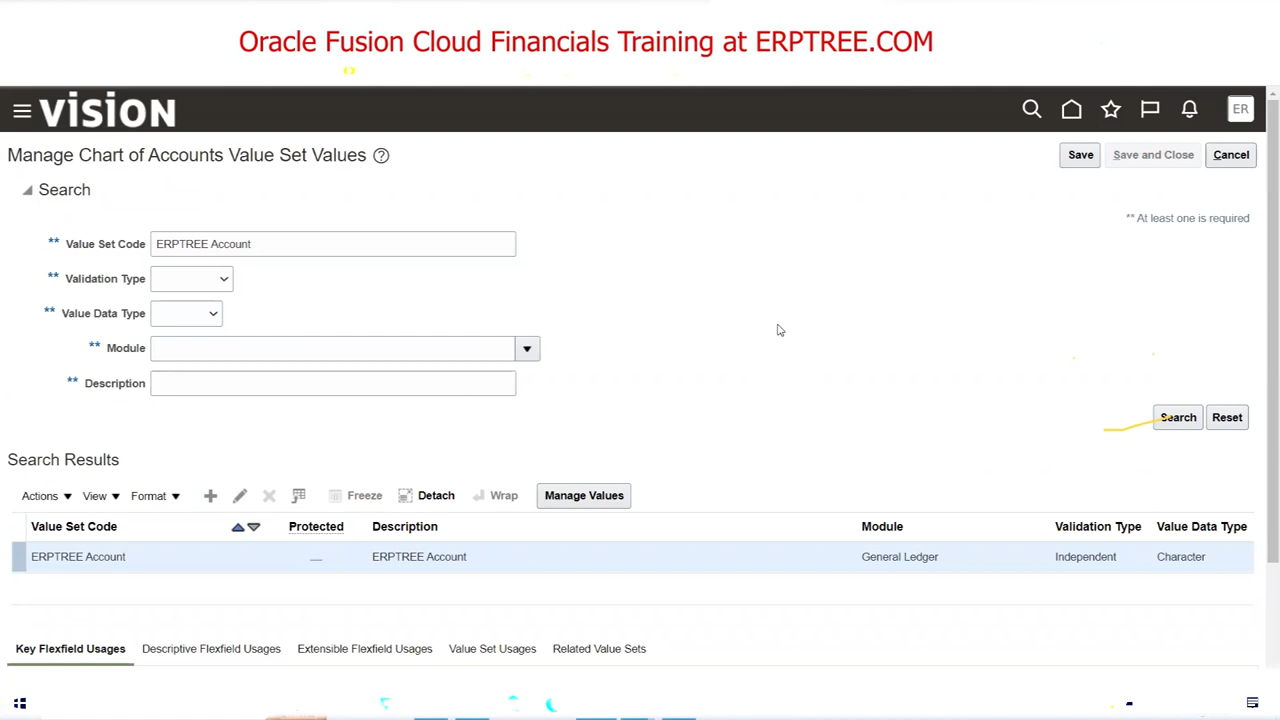 Oracle Fusion Cloud Financials Training at ERPTREE.COM
VISION
ER
Manage Chart of Accounts Value Set Values
Save
Save and Close
Cancel
Search
** At least one is required
** Value Set Code ERPTREE Account
** Validation Type
** Value Data Type
** Module
** Description
Search Reset
Search Results
Actions View Format Freeze Detach Wrap Manage Values
Value Set Code Protected Description Module Validation Type Value Data Type
ERPTREE Account — ERPTREE Account General Ledger Independent Character
Key Flexfield Usages Descriptive Flexfield Usages Extensible Flexfield Usages Value Set Usages Related Value Sets